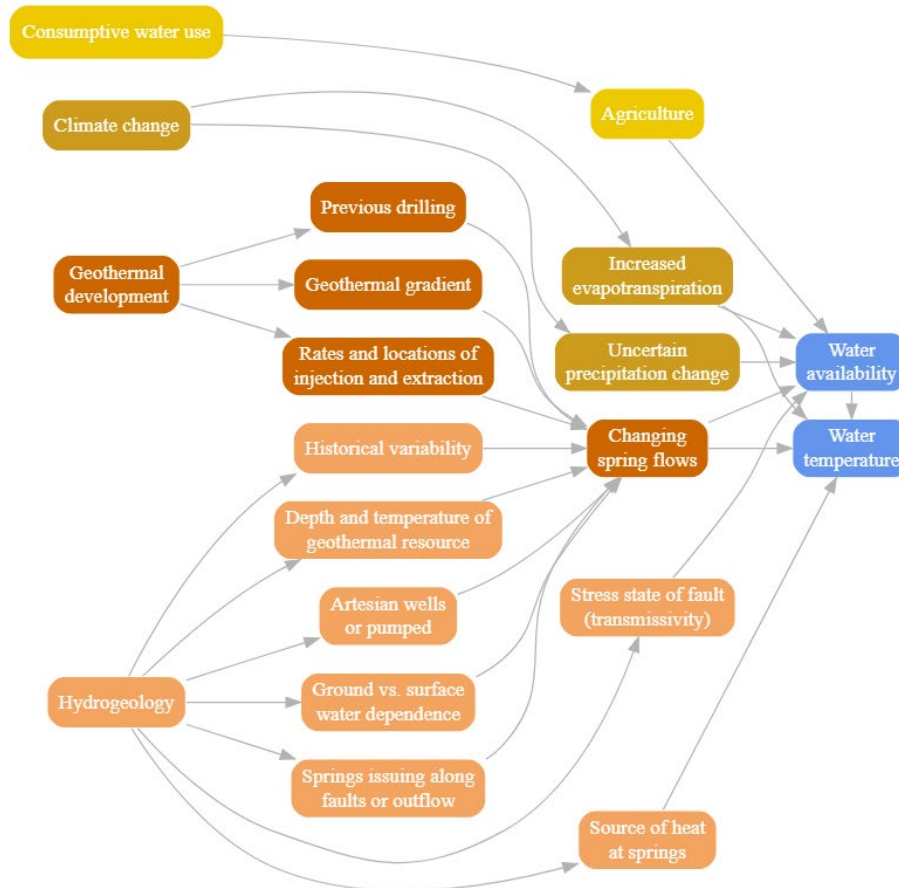 Consumptive water use
Climate change
Agriculture
Previous drilling
Geothermal
development
Geothermal gradient
Rates and locations of
injection and extraction
Increased
evapotranspiration
Uncertain
precipitation change
Water
availability
Historical variability
Changing
spring flows
Water
temperature
Depth and temperature of
geothermal resource
Artesian wells
or pumped
Stress state of fault
(transmissivity)
Hydrogeology
Ground vs. surface
water dependence
Springs issuing along
faults or outflow
Source of heat
at springs